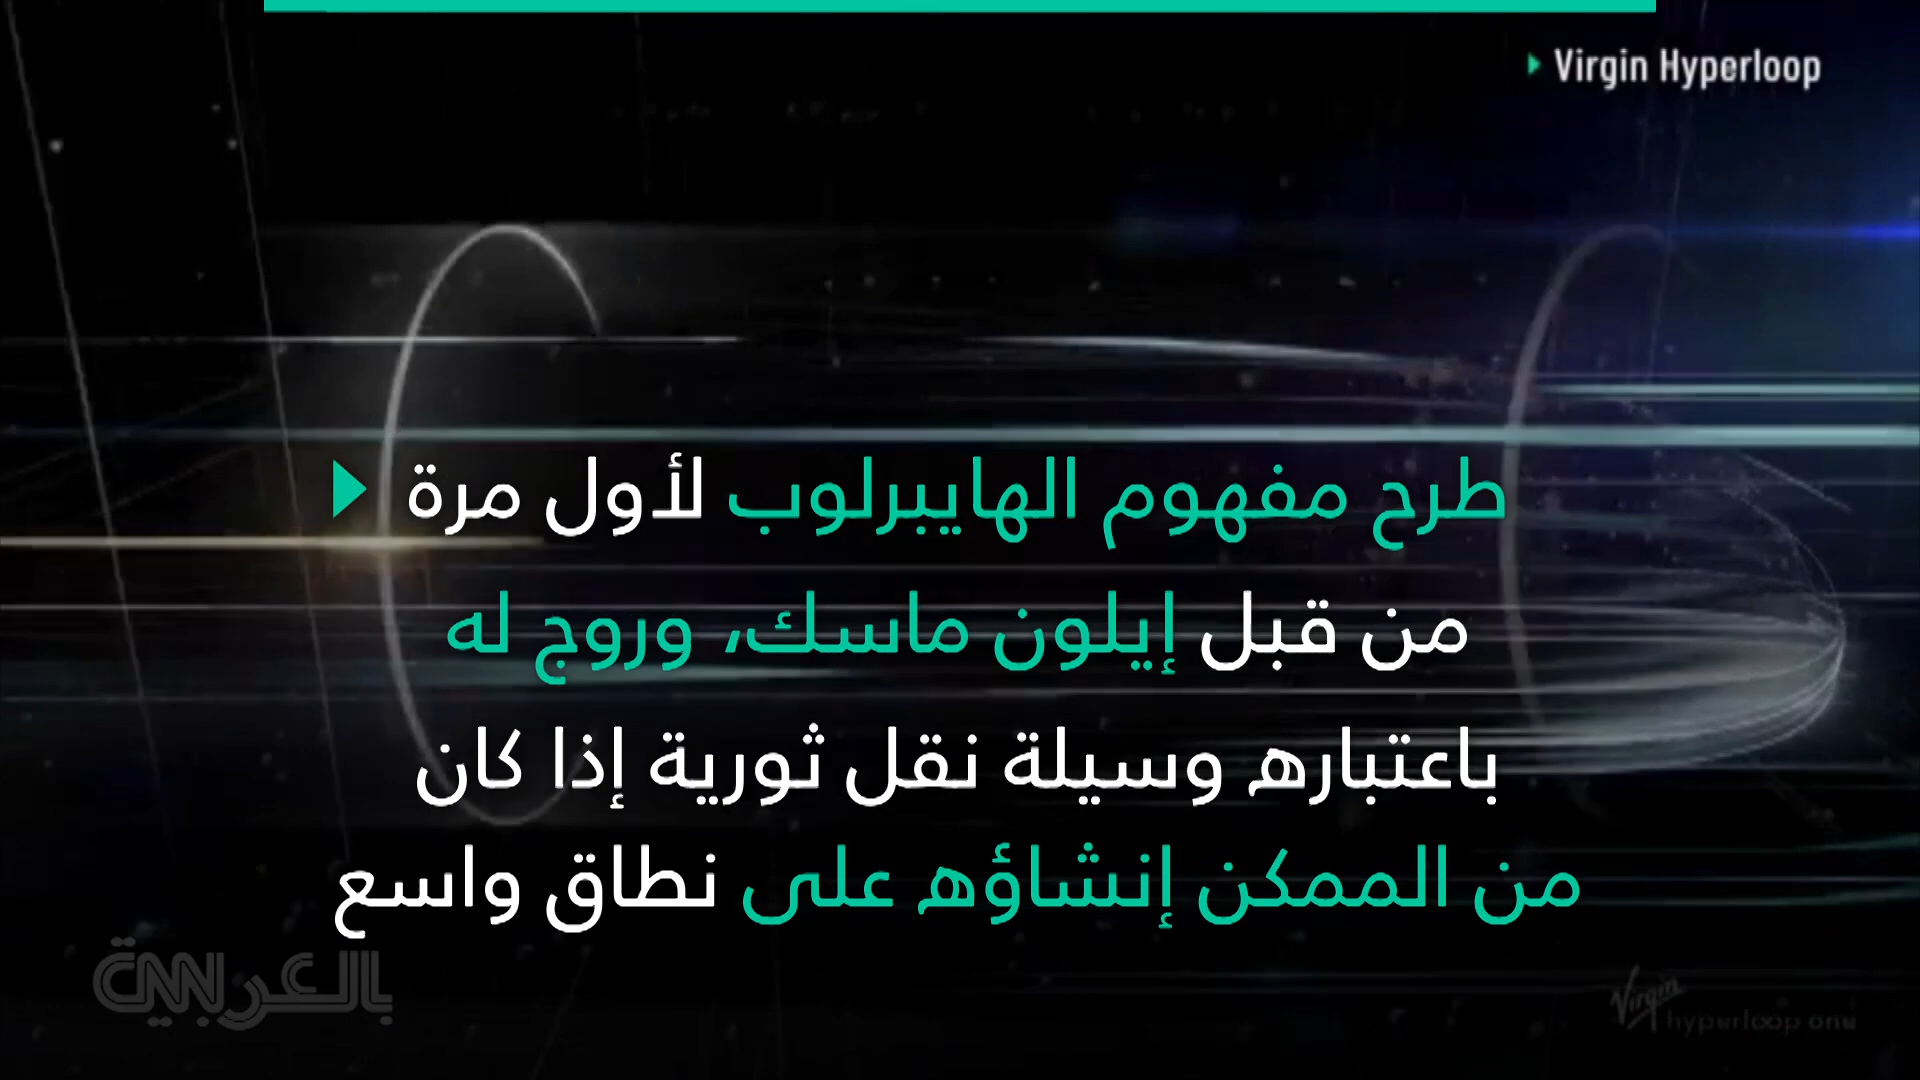 Virgin Hyperloop
طرح مفهوم الهايبرلوب لأول مرة
من قبل إيلون ماسك، وروج له
باعتباره وسيلة نقل ثورية إذا كان
من الممكن إنشاؤه على نطاق واسع
بالعربية
Virgin
hyperloop one